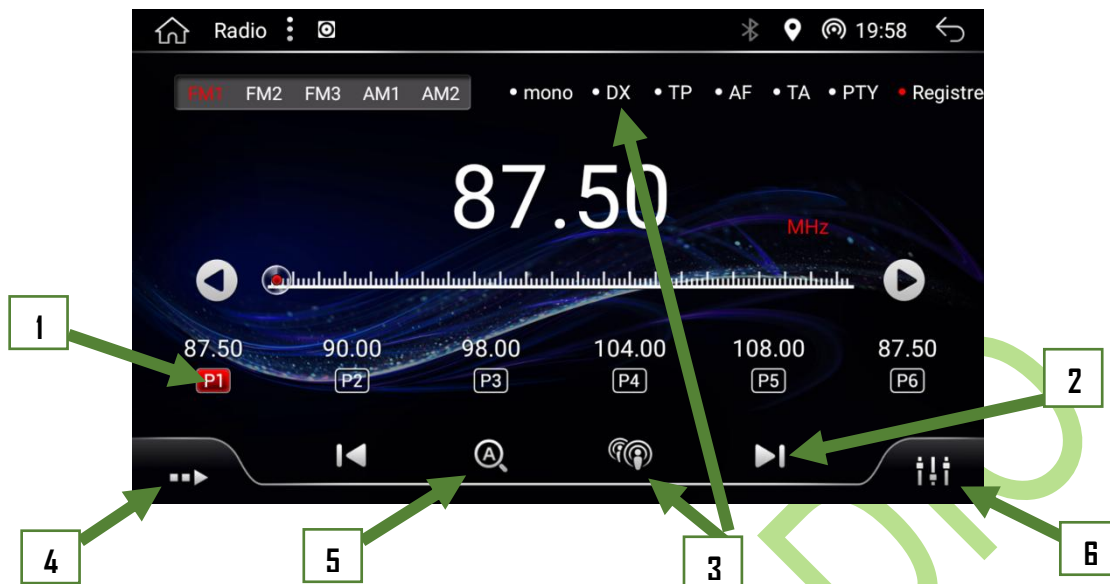 Radio 19:58
FM1 FM2 FM3 AM1 AM2 • mono • DX • TP • AF • TA • PTY • Registre
87.50
MHz
1
87.50 90.00 98.00 104.00 108.00 87.50
P1 P2 P3 P4 P5 P6
2
A
4 5 3 6